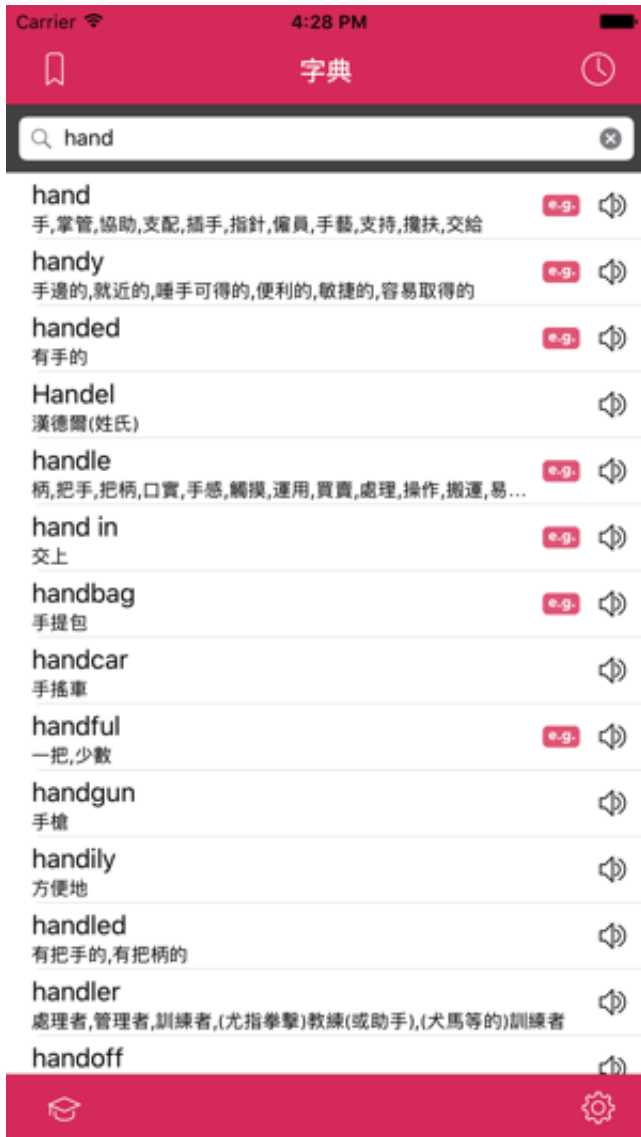 Carrier 4:28 PM
字典
hand
hand
e.g.
手,掌管,協助,支配,插手,指針,僱員,手藝,支持,攙扶,交給
handy
e.g.
手邊的,就近的,唾手可得的,便利的,敏捷的,容易取得的
handed
e.g.
有手的
Handel
漢德爾(姓氏)
handle
e.g.
柄,把手,把柄,口實,手感,觸摸,運用,買賣,處理,操作,搬運,易...
hand in
e.g.
交上
handbag
e.g.
手提包
handcar
手搖車
handful
e.g.
一把,少數
handgun
手槍
handily
方便地
handled
有把手的,有把柄的
handler
處理者,管理者,訓練者,(尤指拳擊)教練(或助手),(犬馬等的)訓練者
handoff